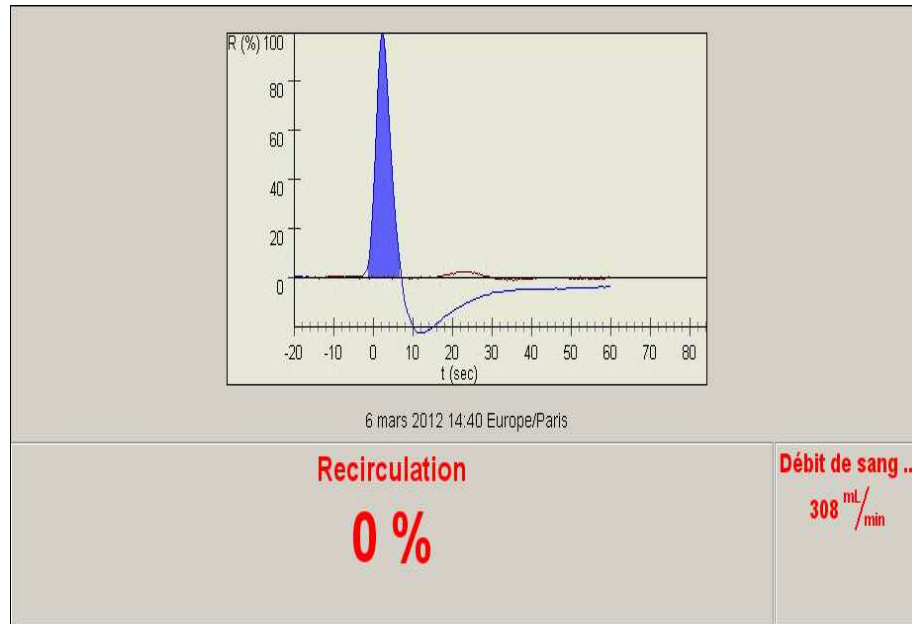 R (%) 100
80
60
40
20
0
-20 -10 0 10 20 30 40 50 60 70 80
t (sec)
6 mars 2012 14:40 Europe/Paris
Recirculation
0 %
Débit de sang ..
308 mL/min